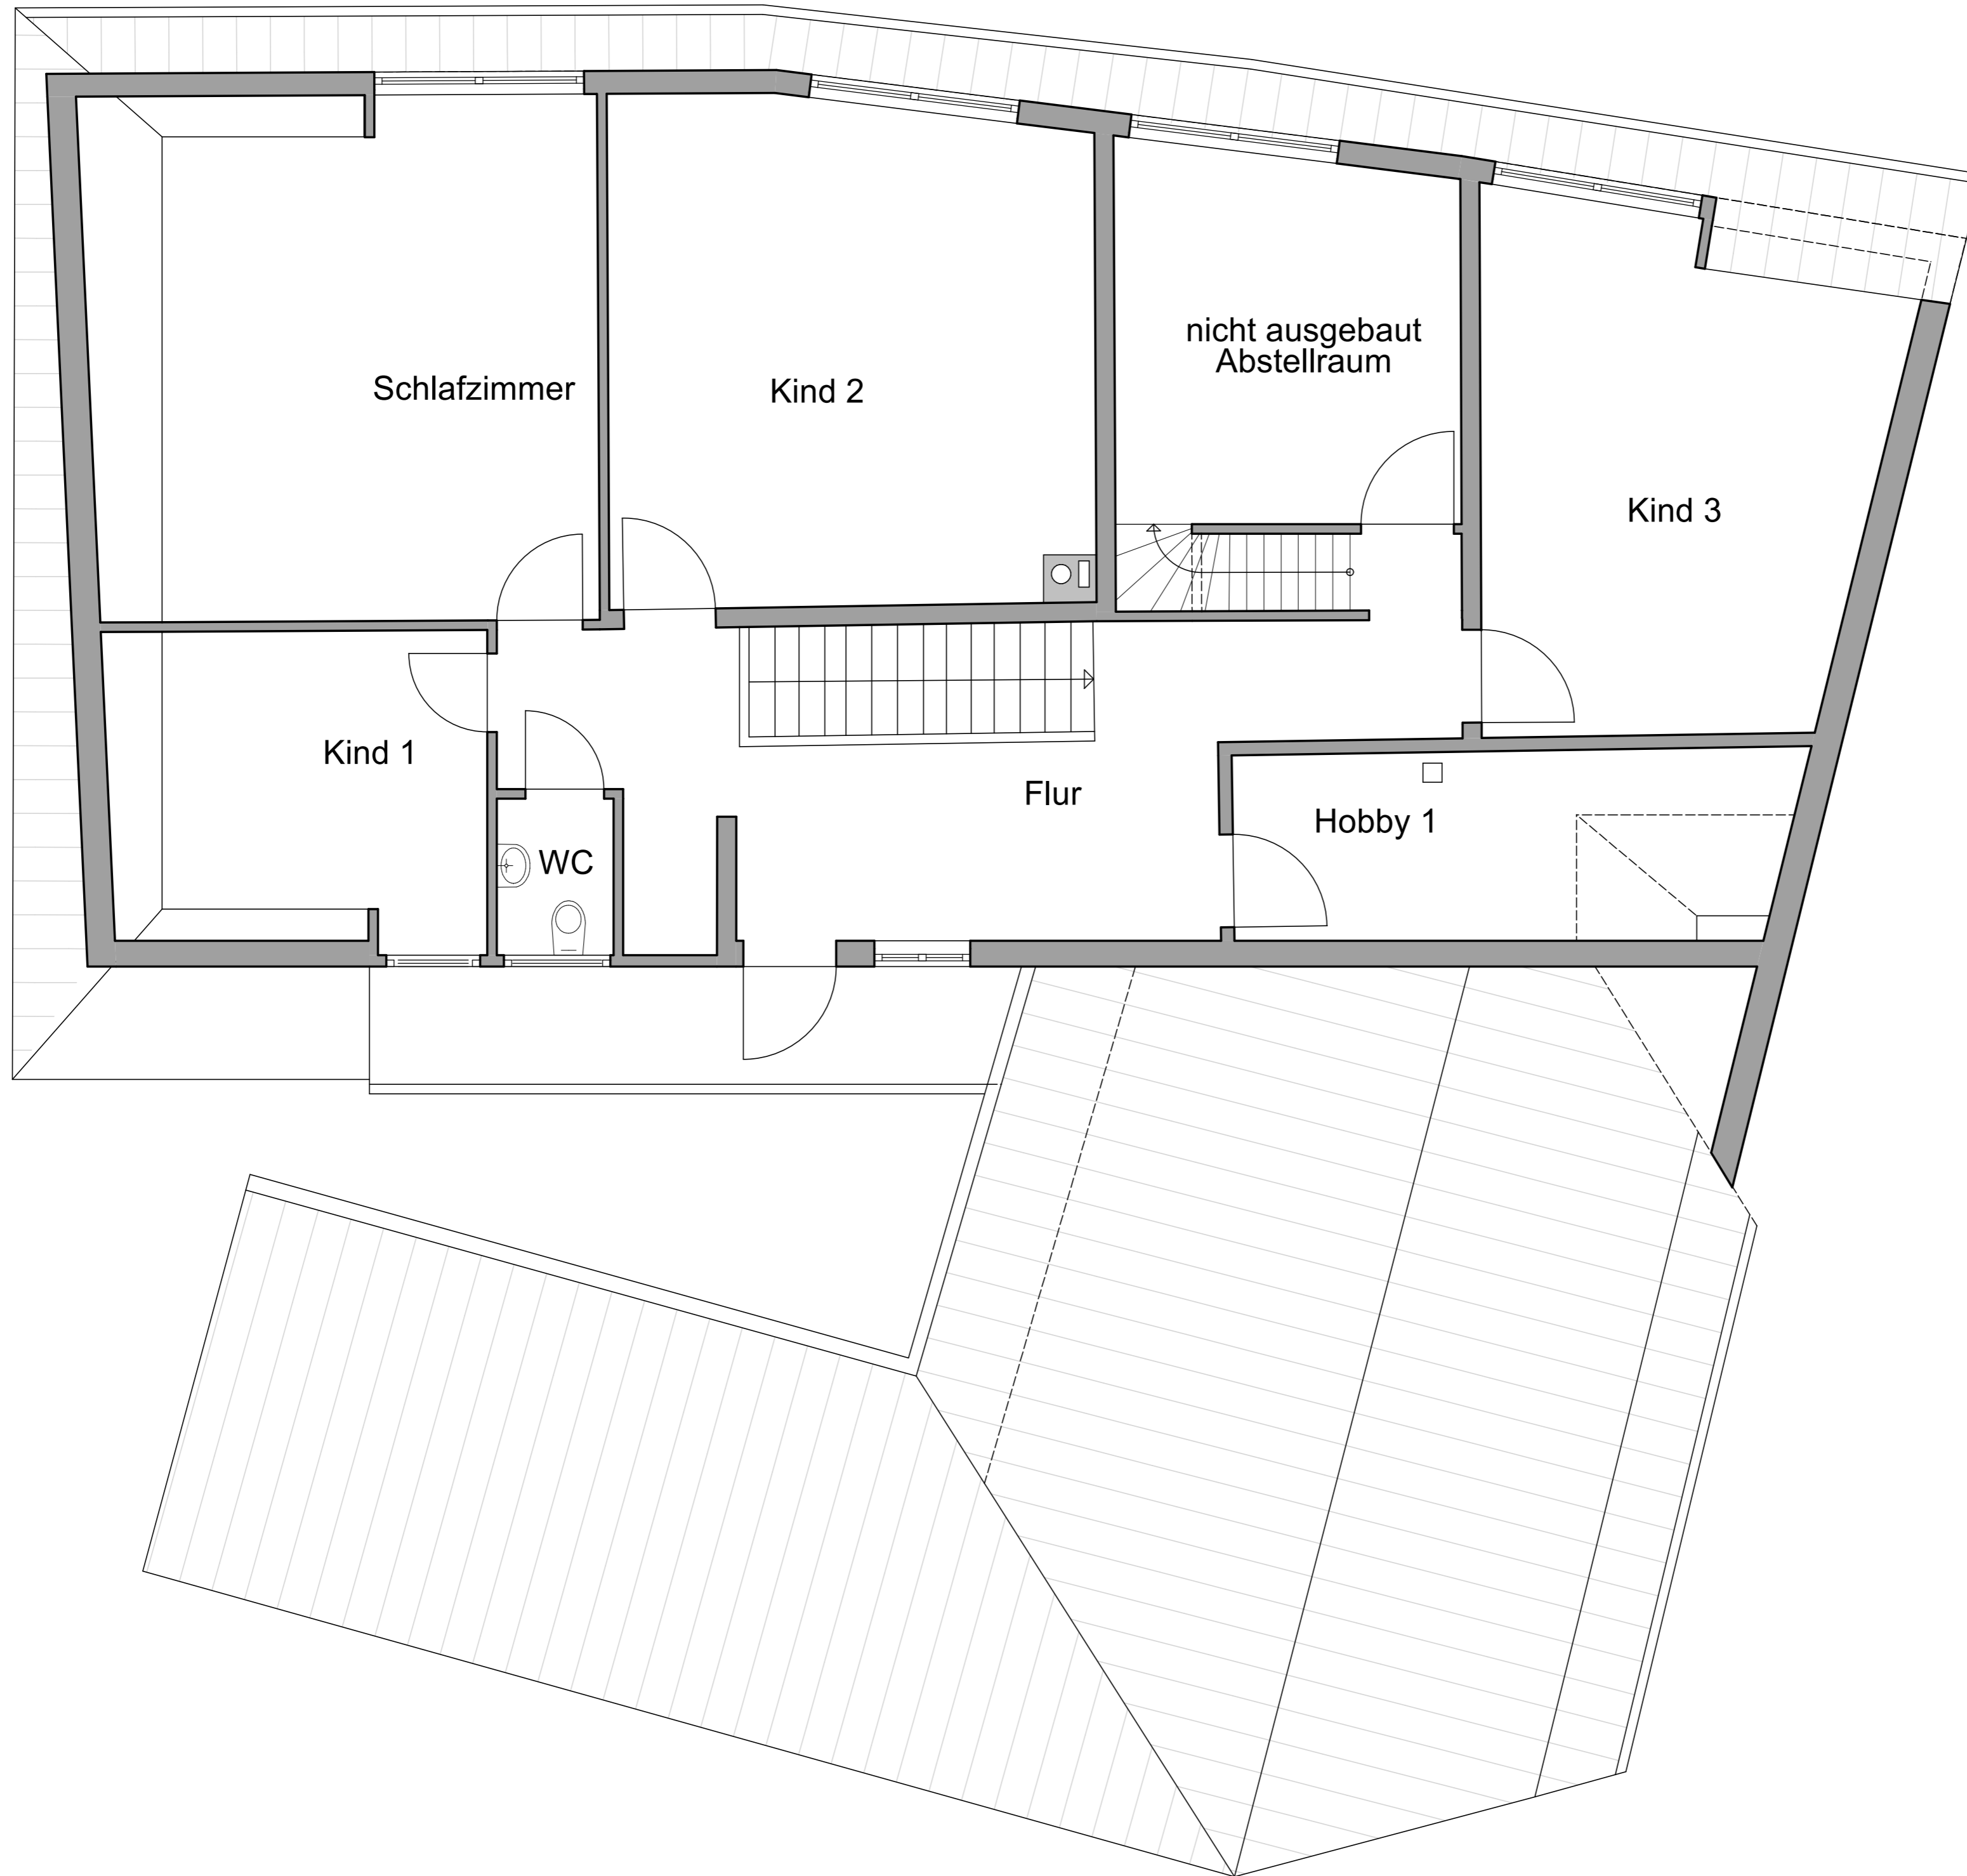 nicht ausgebaut
Abstellraum
Schlafzimmer
Kind 2
Kind 3
Kind 1
Flur
Hobby 1
WC